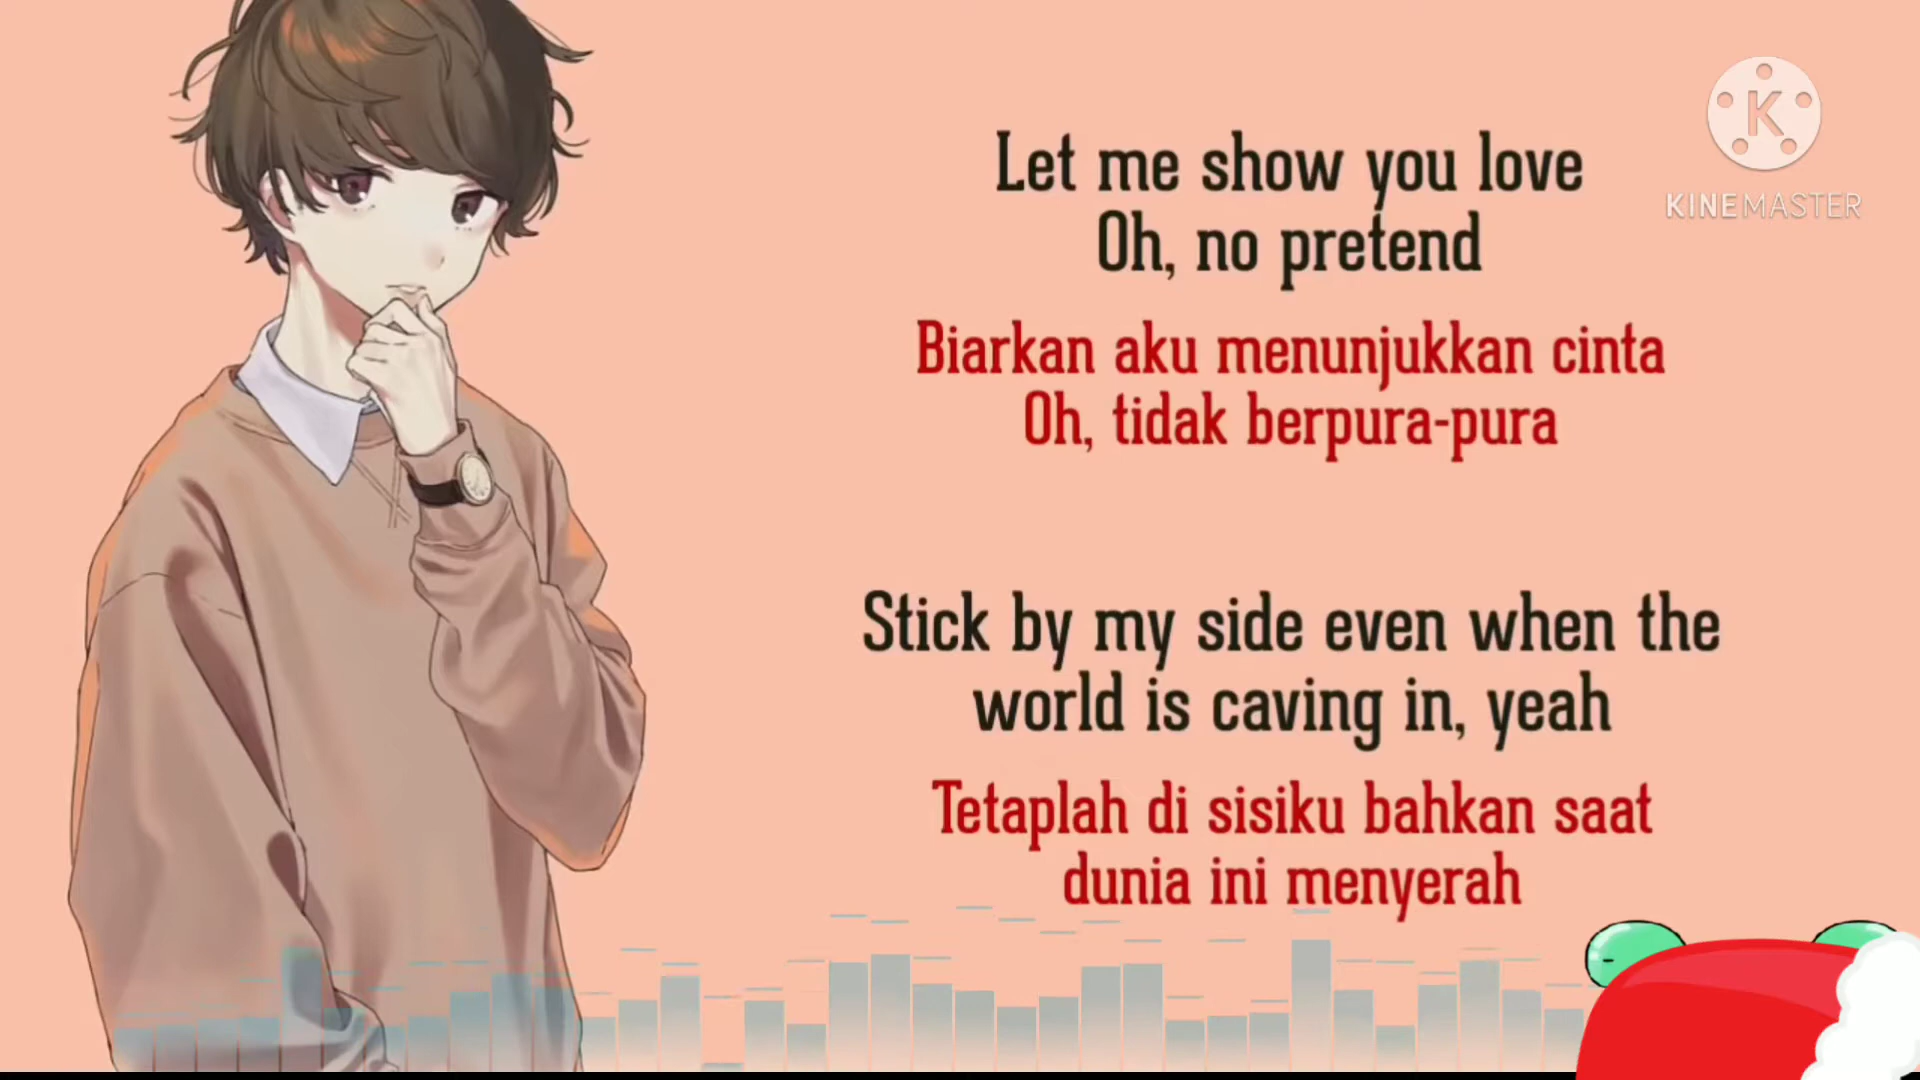 Let me show you love
Oh, no pretend
Biarkan aku menunjukkan cinta
Oh, tidak berpura-pura
Stick by my side even when the
world is caving in, yeah
Tetaplah di sisiku bahkan saat
dunia ini menyerah
K
KINEMASTER